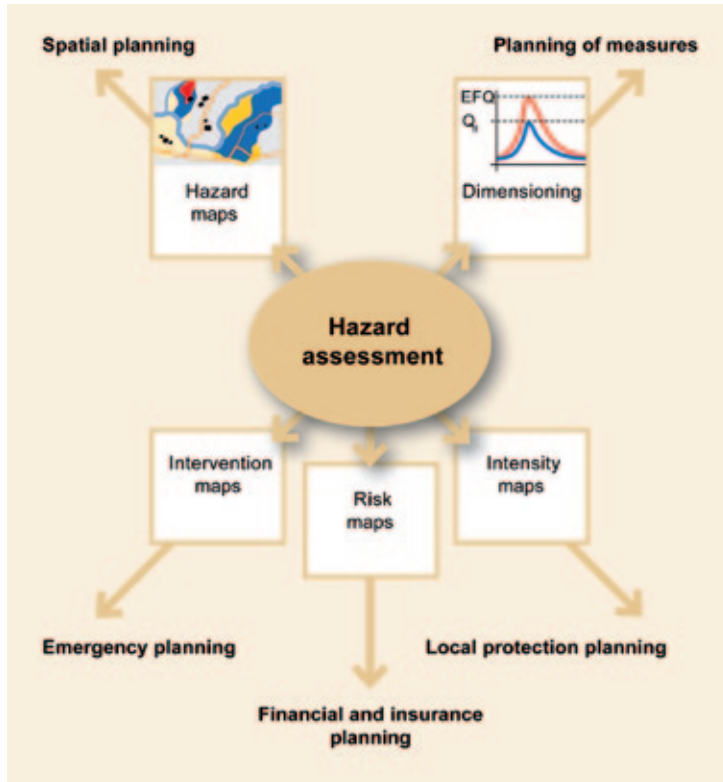 Spatial planning
Planning of measures
EFQ
Hazard
maps
Dimensioning
Hazard
assessment
Intervention
maps
Risk
maps
Intensity
maps
Emergency planning
Local protection planning
Financial and insurance
planning